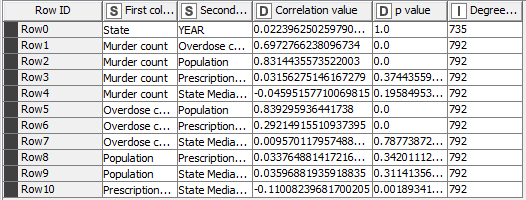 Row ID S First col... S Second... D Correlation value D p value I Degree...
Row0 State YEAR 0.022396250259790... 1.0 735
Row1 Murder count Overdose c... 0.6972766238096734 0.0 792
Row2 Murder count Population 0.8314435573522003 0.0 792
Row3 Murder count Prescription... 0.03156275146167279 0.37443559... 792
Row4 Murder count State Media... -0.04595157710069815 0.19584953... 792
Row5 Overdose c... Population 0.839295936441738 0.0 792
Row6 Overdose c... Prescription... 0.29214915510937395 0.0 792
Row7 Overdose c... State Media... 0.009570117957488... 0.78773872... 792
Row8 Population Prescription... 0.033764881417216... 0.34201112... 792
Row9 Population State Media... 0.03596881935918835 0.31141356... 792
Row10 Prescription... State Media... -0.11008239681700205 0.00189341... 792